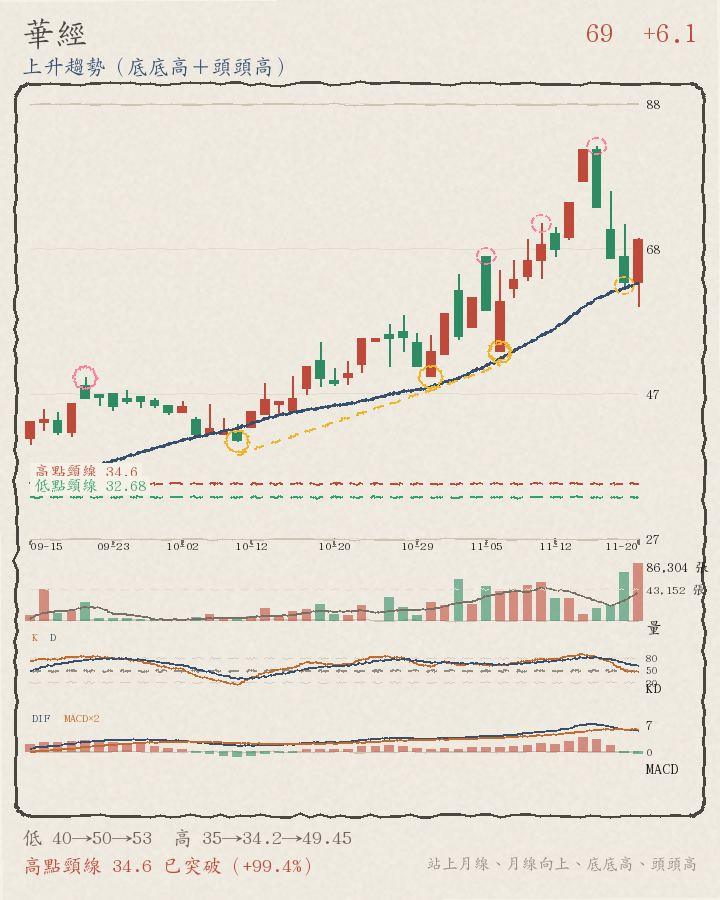 華經 69 +6.1
上升趨勢（底底高＋頭頭高）
88
68
47
高點頸線 34.6
低點頸線 32.68
27
09-15 09-23 10-02 10-12 10-20 10-29 11-05 11-12 11-20
86,304 張
43,152 張
量
K D
80
50
20
KD
DIF MACD×2
7
0
MACD
低 40→50→53 高 35→34.2→49.45
高點頸線 34.6 已突破（+99.4%） 站上月線、月線向上、底底高、頭頭高